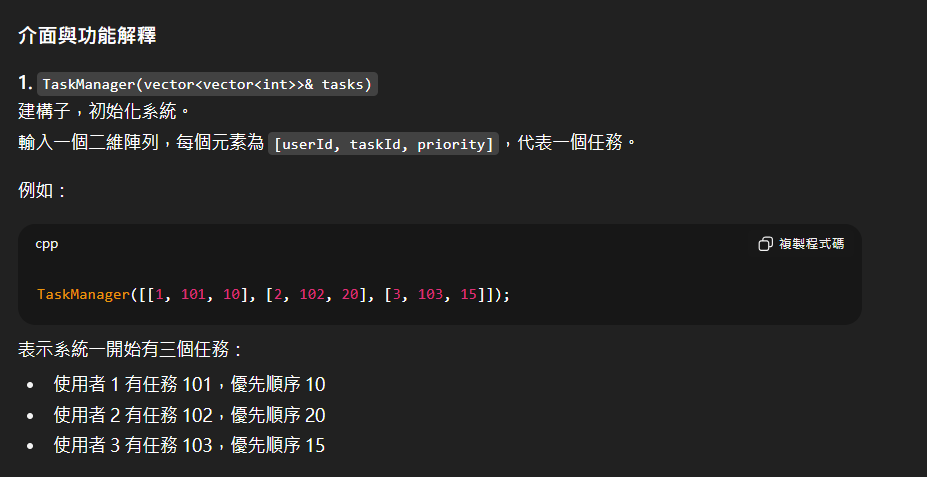 介面與功能解釋
1. TaskManager(vector<vector<int>>& tasks)
建構子，初始化系統。
輸入一個二維陣列，每個元素為 [userId, taskId, priority]，代表一個任務。
例如：
cpp
複製程式碼
TaskManager([[1, 101, 10], [2, 102, 20], [3, 103, 15]]);
表示系統一開始有三個任務：
• 使用者 1 有任務 101，優先順序 10
• 使用者 2 有任務 102，優先順序 20
• 使用者 3 有任務 103，優先順序 15